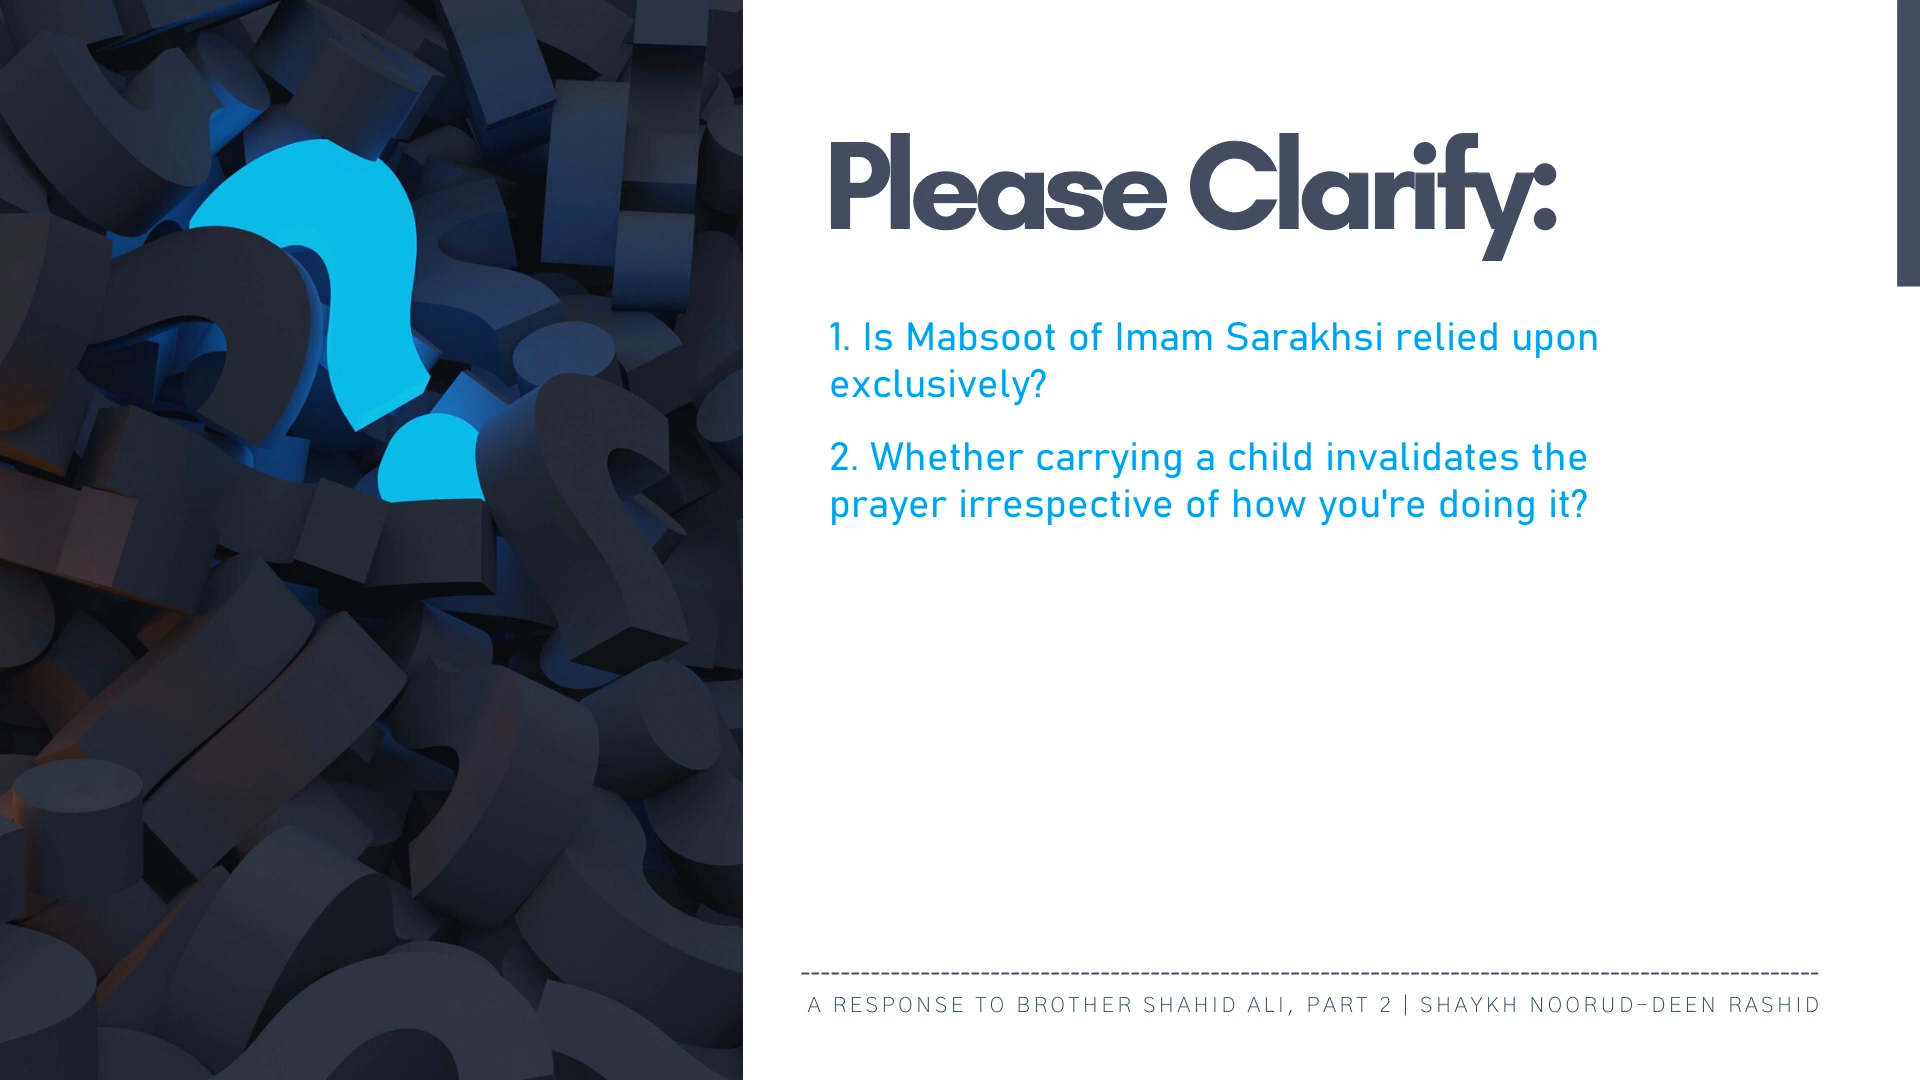 Please Clarify:
1. Is Mabsoot of Imam Sarakhsi relied upon
exclusively?
2. Whether carrying a child invalidates the
prayer irrespective of how you're doing it?
A RESPONSE TO BROTHER SHAHID ALI, PART 2 | SHAYKH NOORUD-DEEN RASHID